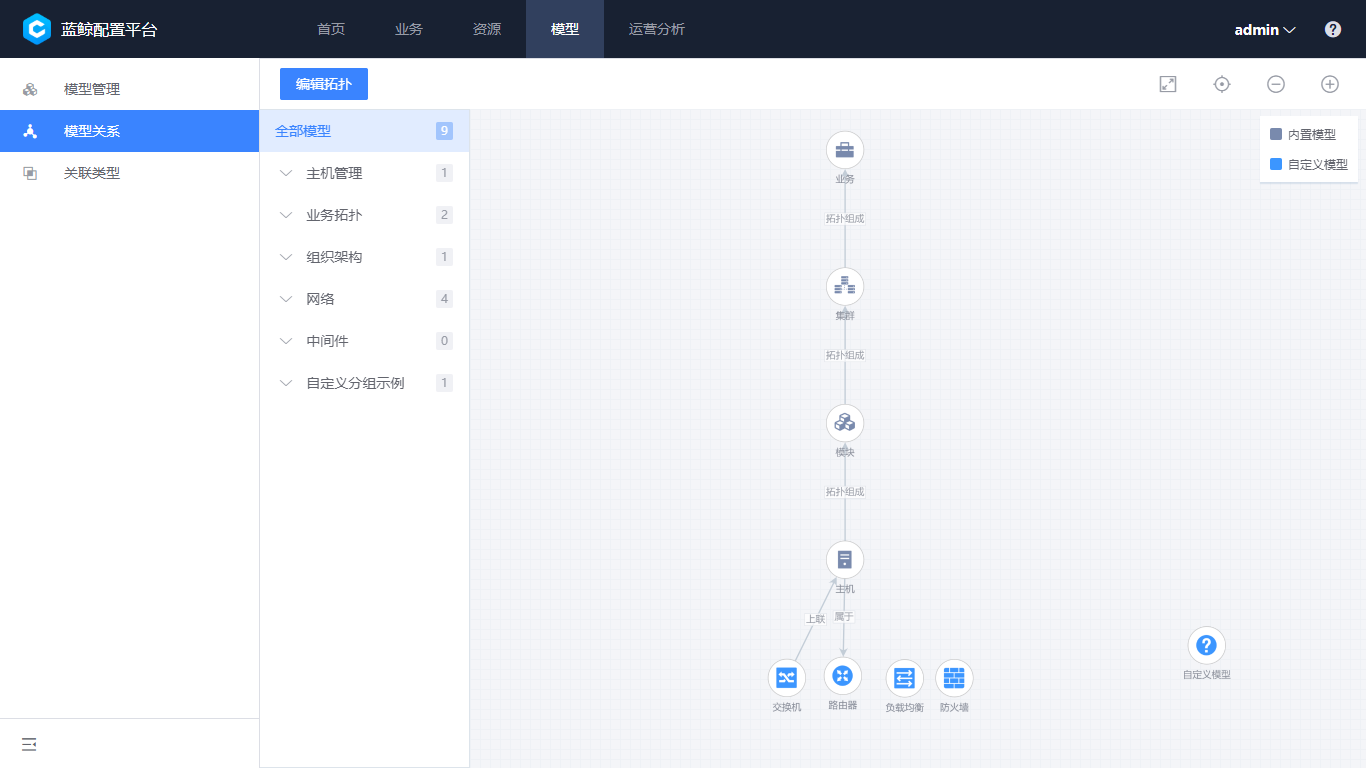 蓝鲸配置平台
首页
业务
资源
模型
运营分析
admin
模型管理
模型关系
关联类型
编辑拓扑
全部模型 9
主机管理 1
业务拓扑 2
组织架构 1
网络 4
中间件 0
自定义分组示例 1
内置模型
自定义模型
业务
拓扑组成
集群
拓扑组成
模块
拓扑组成
主机
上联
属于
交换机
路由器
负载均衡
防火墙
自定义模型